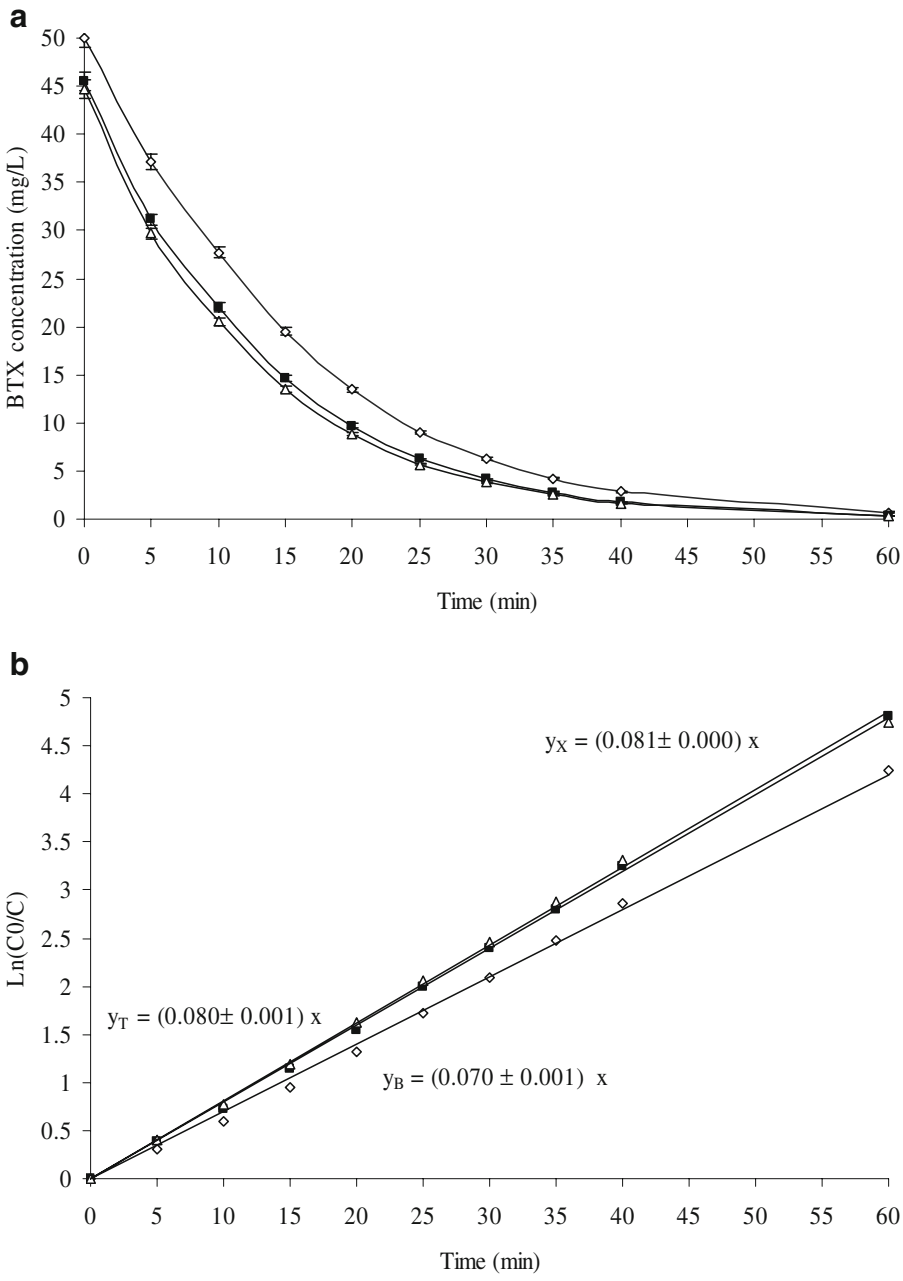 a
50
45
40
35
30
25
20
15
10
5
0
BTX concentration (mg/L)
0 5 10 15 20 25 30 35 40 45 50 55 60
Time (min)
b
5
4.5
4
3.5
3
2.5
2
1.5
1
0.5
0
Ln(C0/C)
y_X = (0.081± 0.000) x
y_T = (0.080± 0.001) x
y_B = (0.070 ± 0.001) x
0 5 10 15 20 25 30 35 40 45 50 55 60
Time (min)